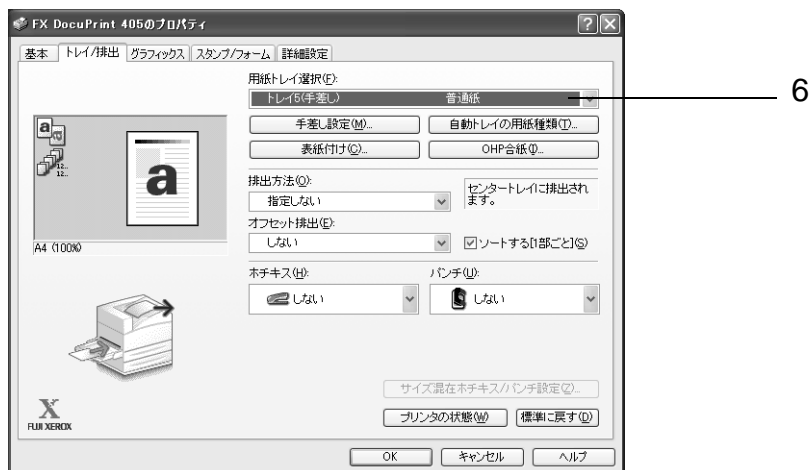 FX DocuPrint 405のプロパティ
基本 トレイ/排出 グラフィックス スタンプ/フォーム 詳細設定
用紙トレイ選択(F):
トレイ5(手差し) 普通紙
6
手差し設定(M)... 自動トレイの用紙種類(T)...
表紙付け(C)... OHP合紙(I)...
排出方法(O):
指定しない
センタートレイに排出され
ます。
オフセット排出(E):
しない
ソートする[1部ごと](S)
A4 (100%)
ホチキス(H): パンチ(U):
しない しない
サイズ混在ホチキス/パンチ設定(Z)...
プリンタの状態(W) 標準に戻す(D)
FUJI XEROX
OK キャンセル ヘルプ